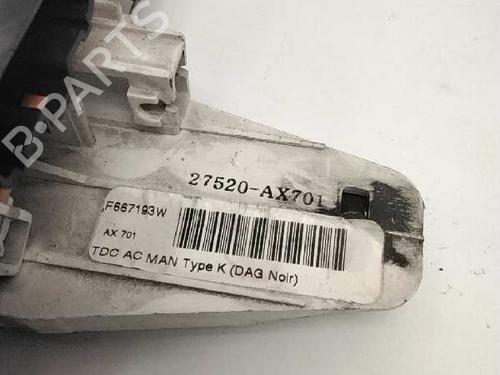 B-PARTS
27520-AX701
F667193W
AX 701
TDC AC MAN Type K (DAG Noir)